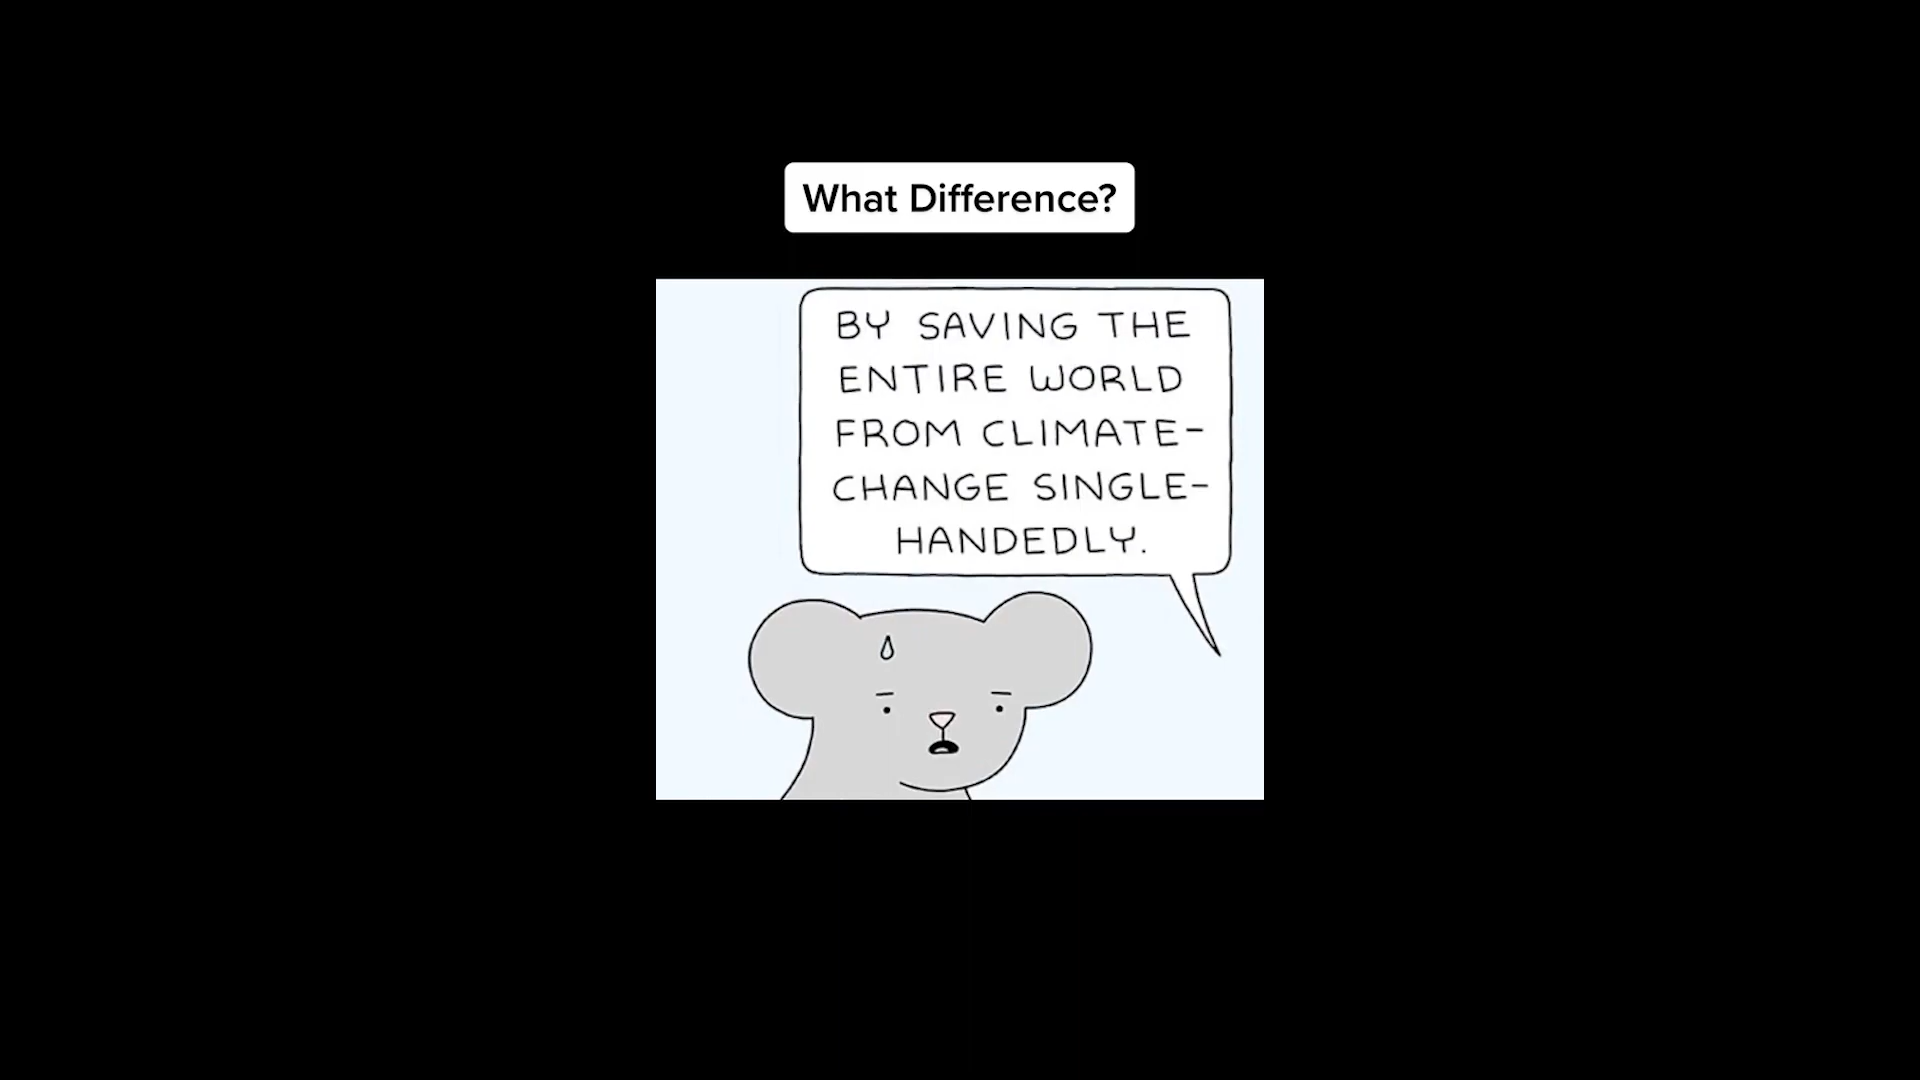 What Difference?
BY SAVING THE
ENTIRE WORLD
FROM CLIMATE-
CHANGE SINGLE-
HANDEDLY.